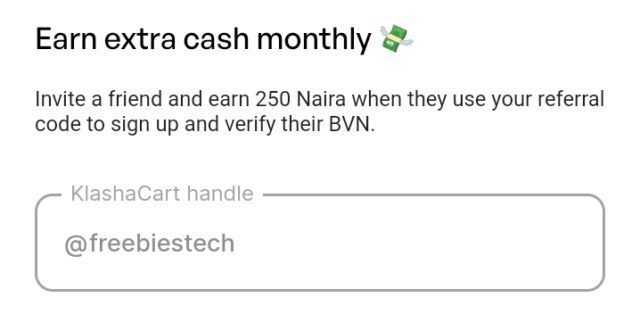 Earn extra cash monthly 💸
Invite a friend and earn 250 Naira when they use your referral
code to sign up and verify their BVN.
KlashaCart handle
@freebiestech